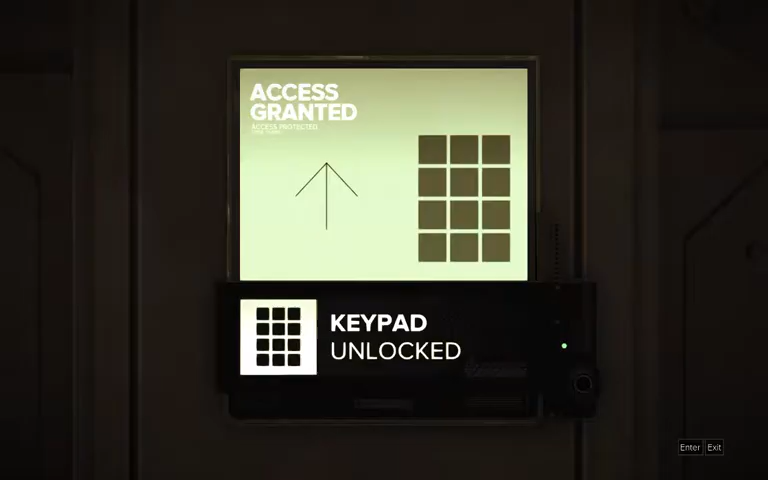 ACCESS
GRANTED
ACCESS PROTECTED
KEYPAD
UNLOCKED
Enter Exit